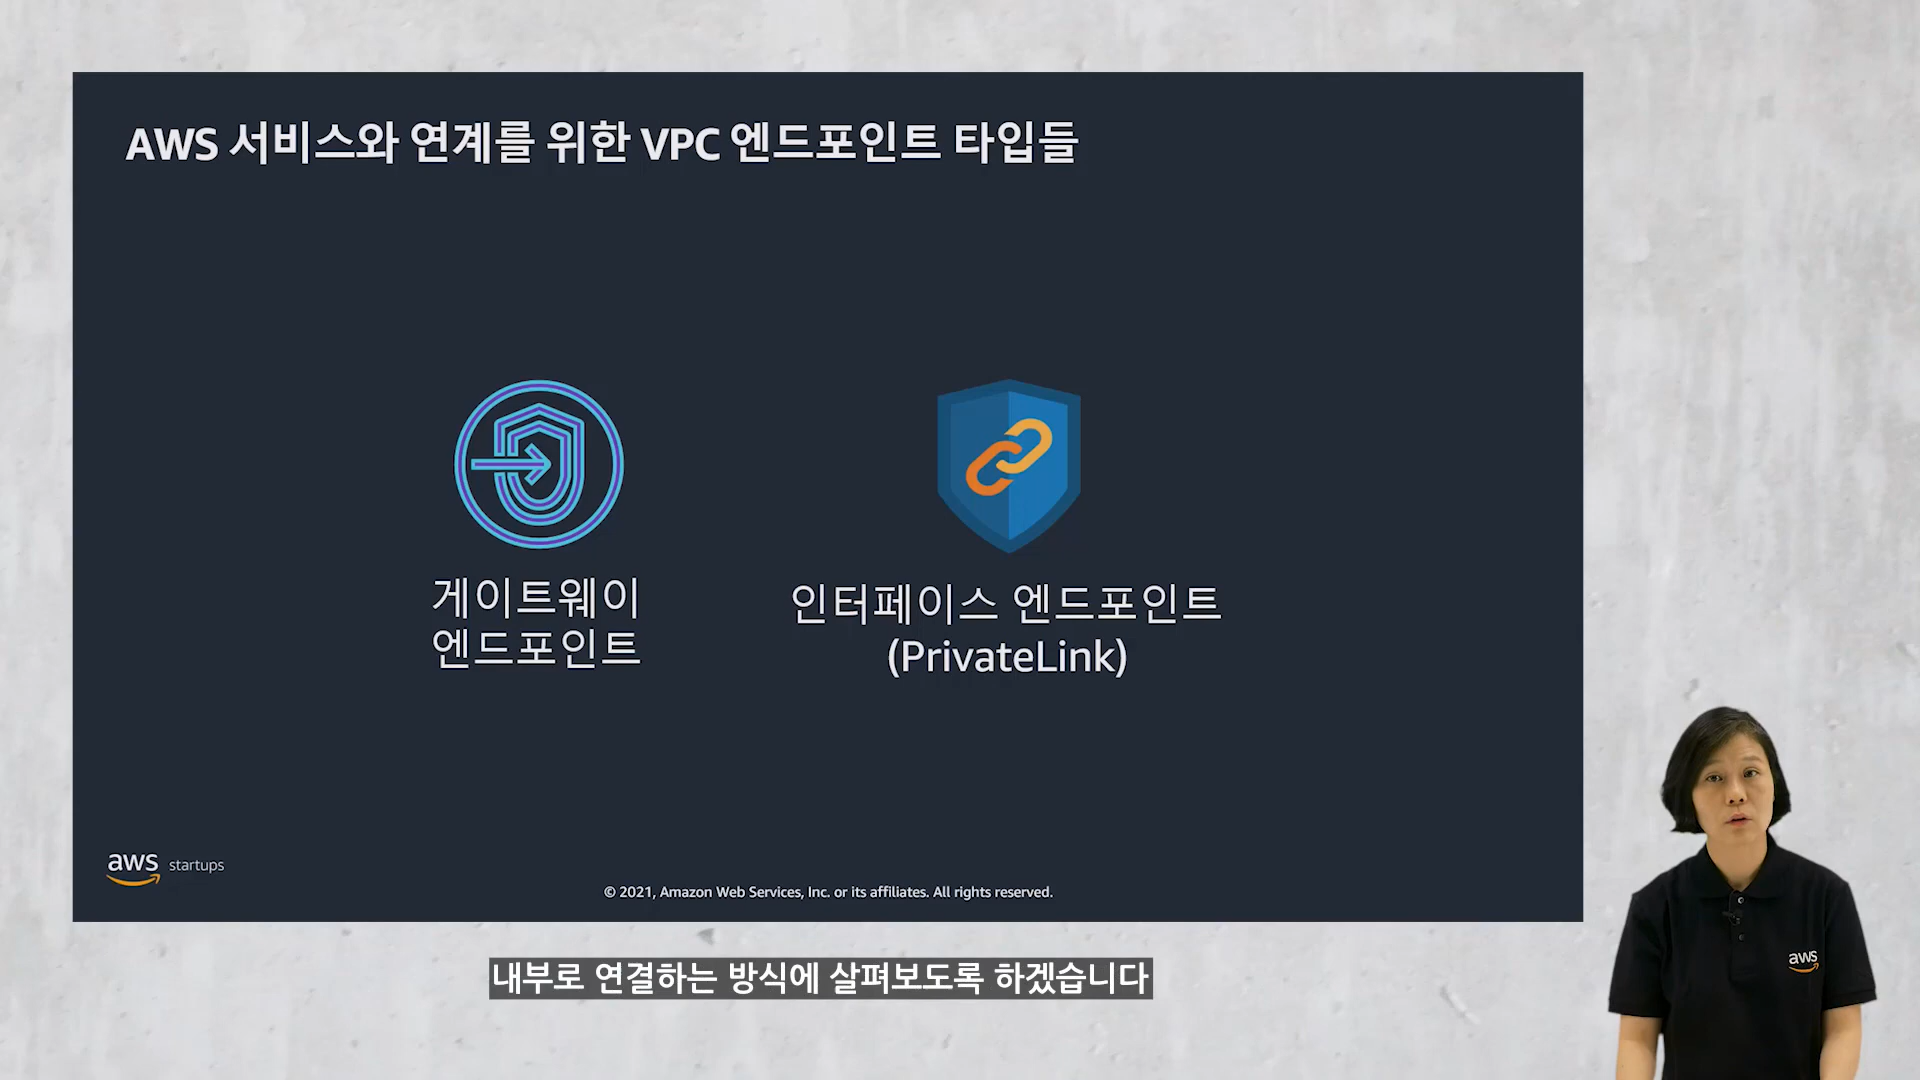 AWS 서비스와 연계를 위한 VPC 엔드포인트 타입들
게이트웨이
엔드포인트
인터페이스 엔드포인트
(PrivateLink)
aws startups
© 2021, Amazon Web Services, Inc. or its affiliates. All rights reserved.
aws
내부로 연결하는 방식에 살펴보도록 하겠습니다